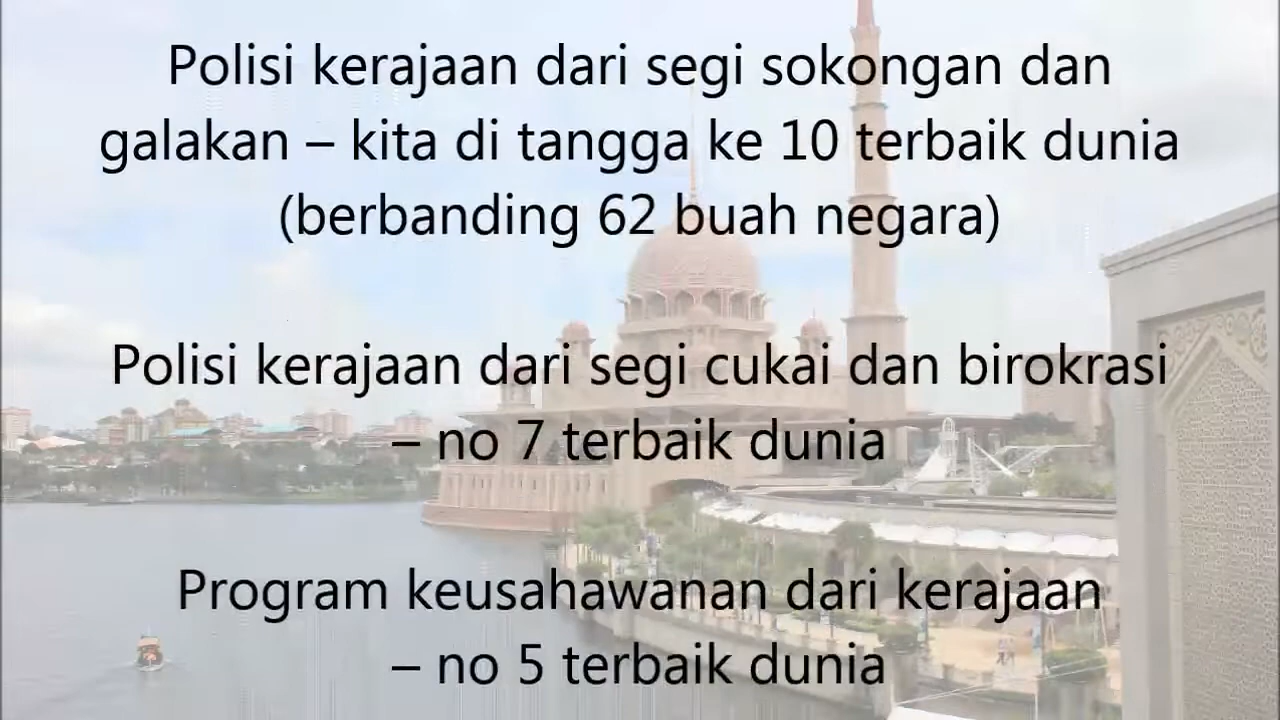 Polisi kerajaan dari segi sokongan dan
galakan – kita di tangga ke 10 terbaik dunia
(berbanding 62 buah negara)
Polisi kerajaan dari segi cukai dan birokrasi
– no 7 terbaik dunia
Program keusahawanan dari kerajaan
– no 5 terbaik dunia